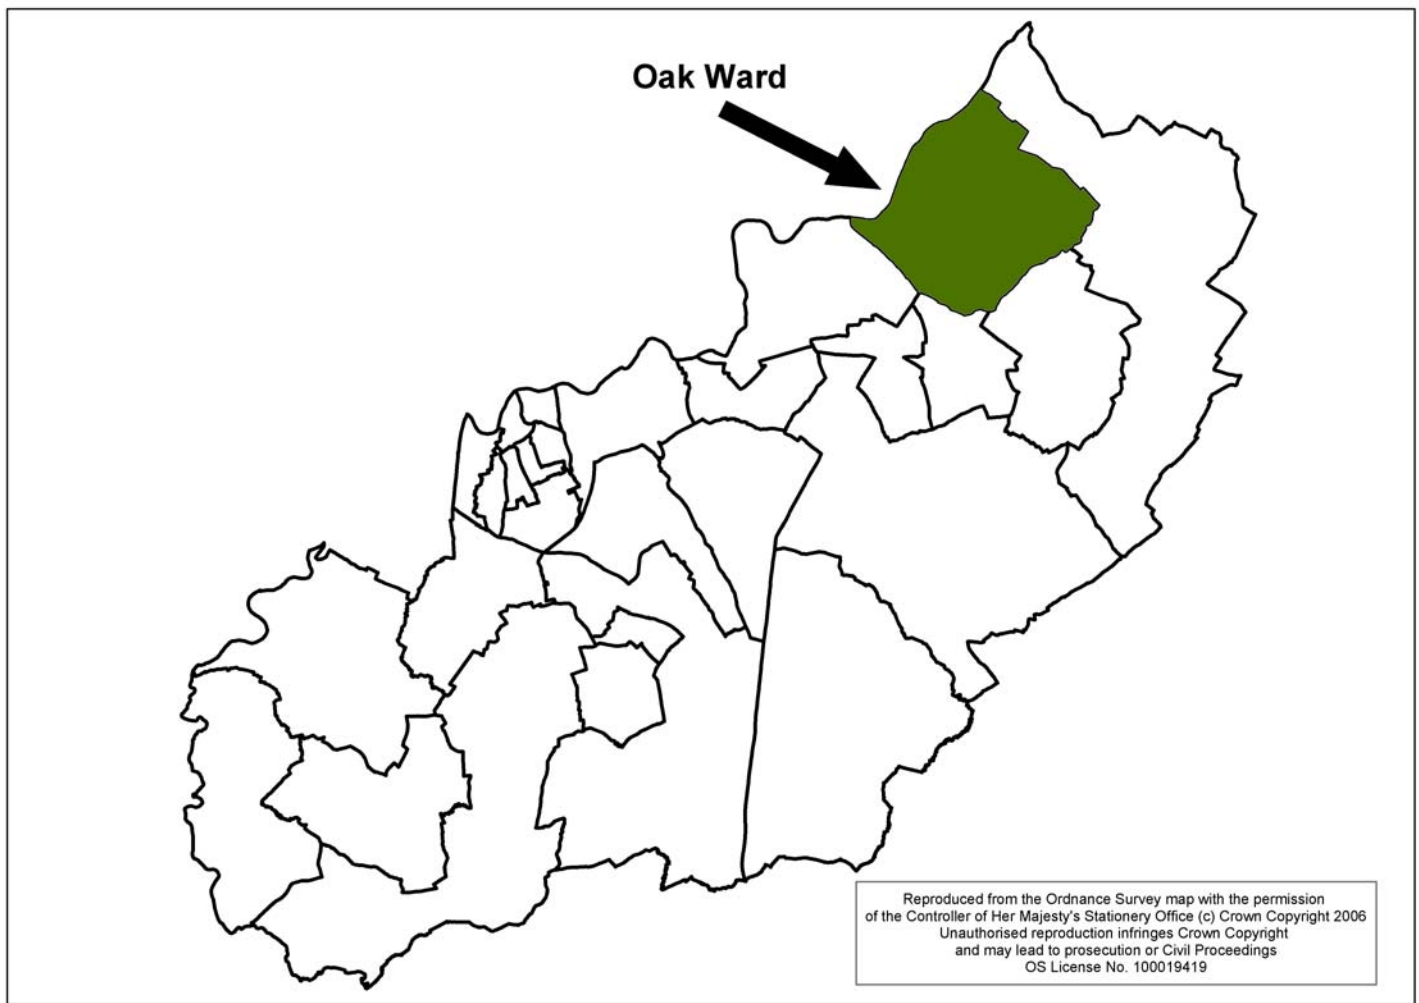 Oak Ward
Reproduced from the Ordnance Survey map with the permission
of the Controller of Her Majesty's Stationery Office (c) Crown Copyright 2006
Unauthorised reproduction infringes Crown Copyright
and may lead to prosecution or Civil Proceedings
OS License No. 100019419